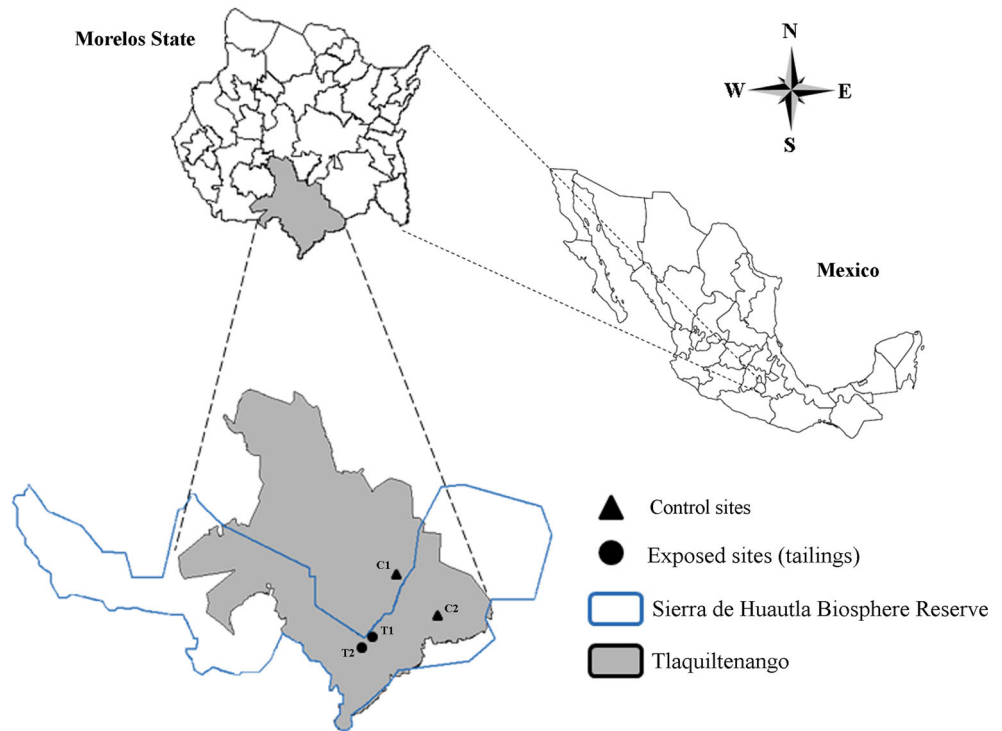 Morelos State
N
W
E
S
Mexico
C1
C2
T1
T2
Control sites
Exposed sites (tailings)
Sierra de Huautla Biosphere Reserve
Tlaquiltenango